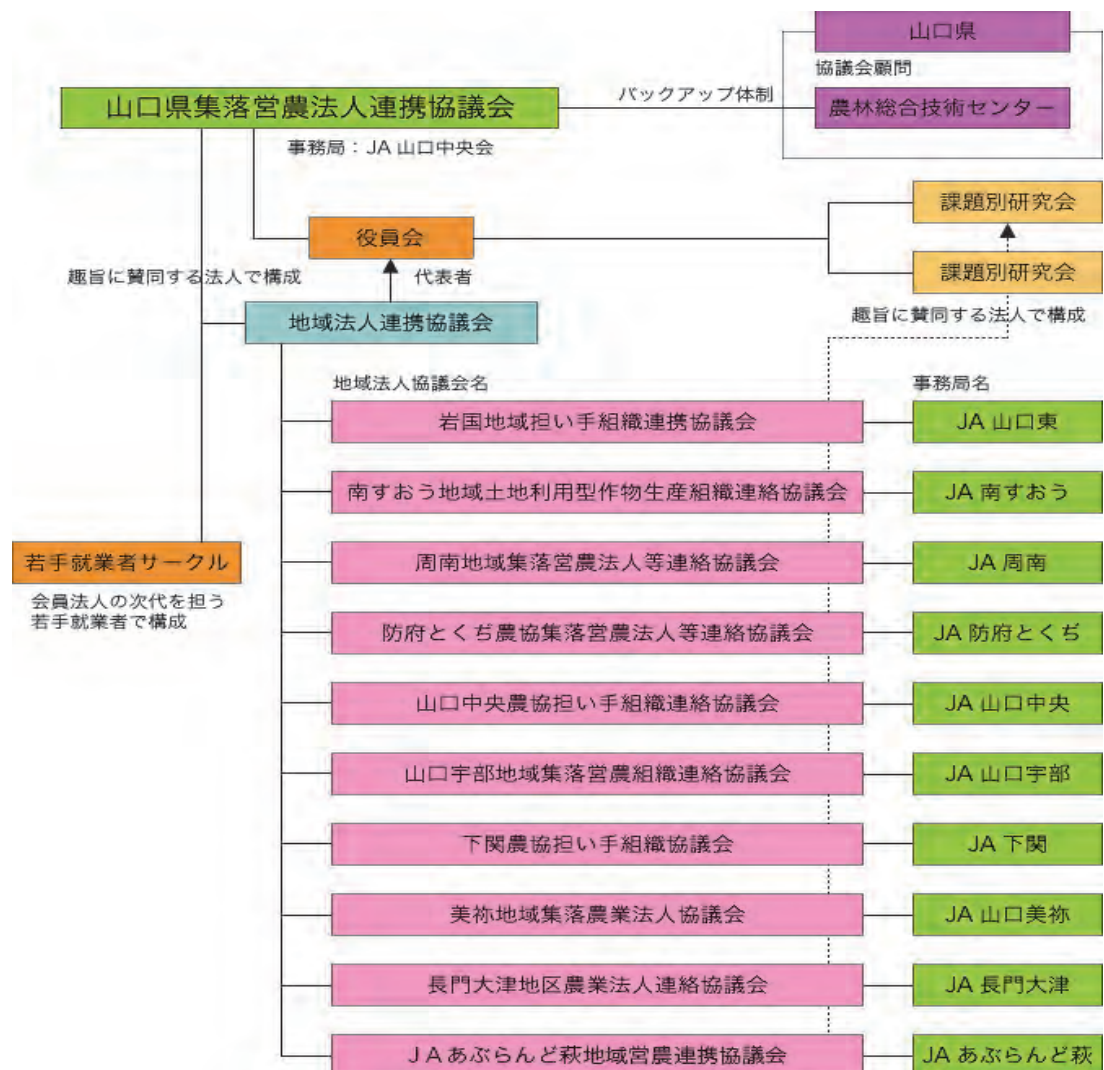 山口県
協議会顧問
バックアップ体制
農林総合技術センター
山口県集落営農法人連携協議会
事務局：JA 山口中央会
課題別研究会
役員会
課題別研究会
趣旨に賛同する法人で構成
代表者
地域法人連携協議会
趣旨に賛同する法人で構成
地域法人協議会名
事務局名
岩国地域担い手組織連携協議会
JA 山口東
南すおう地域土地利用型作物生産組織連絡協議会
JA 南すおう
若手就業者サークル
会員法人の次代を担う
若手就業者で構成
周南地域集落営農法人等連絡協議会
JA 周南
防府とくぢ農協集落営農法人等連絡協議会
JA 防府とくぢ
山口中央農協担い手組織連絡協議会
JA 山口中央
山口宇部地域集落営農組織連絡協議会
JA 山口宇部
下関農協担い手組織協議会
JA 下関
美祢地域集落農業法人協議会
JA 山口美祢
長門大津地区農業法人連絡協議会
JA 長門大津
ＪＡあぶらんど萩地域営農連携協議会
JA あぶらんど萩